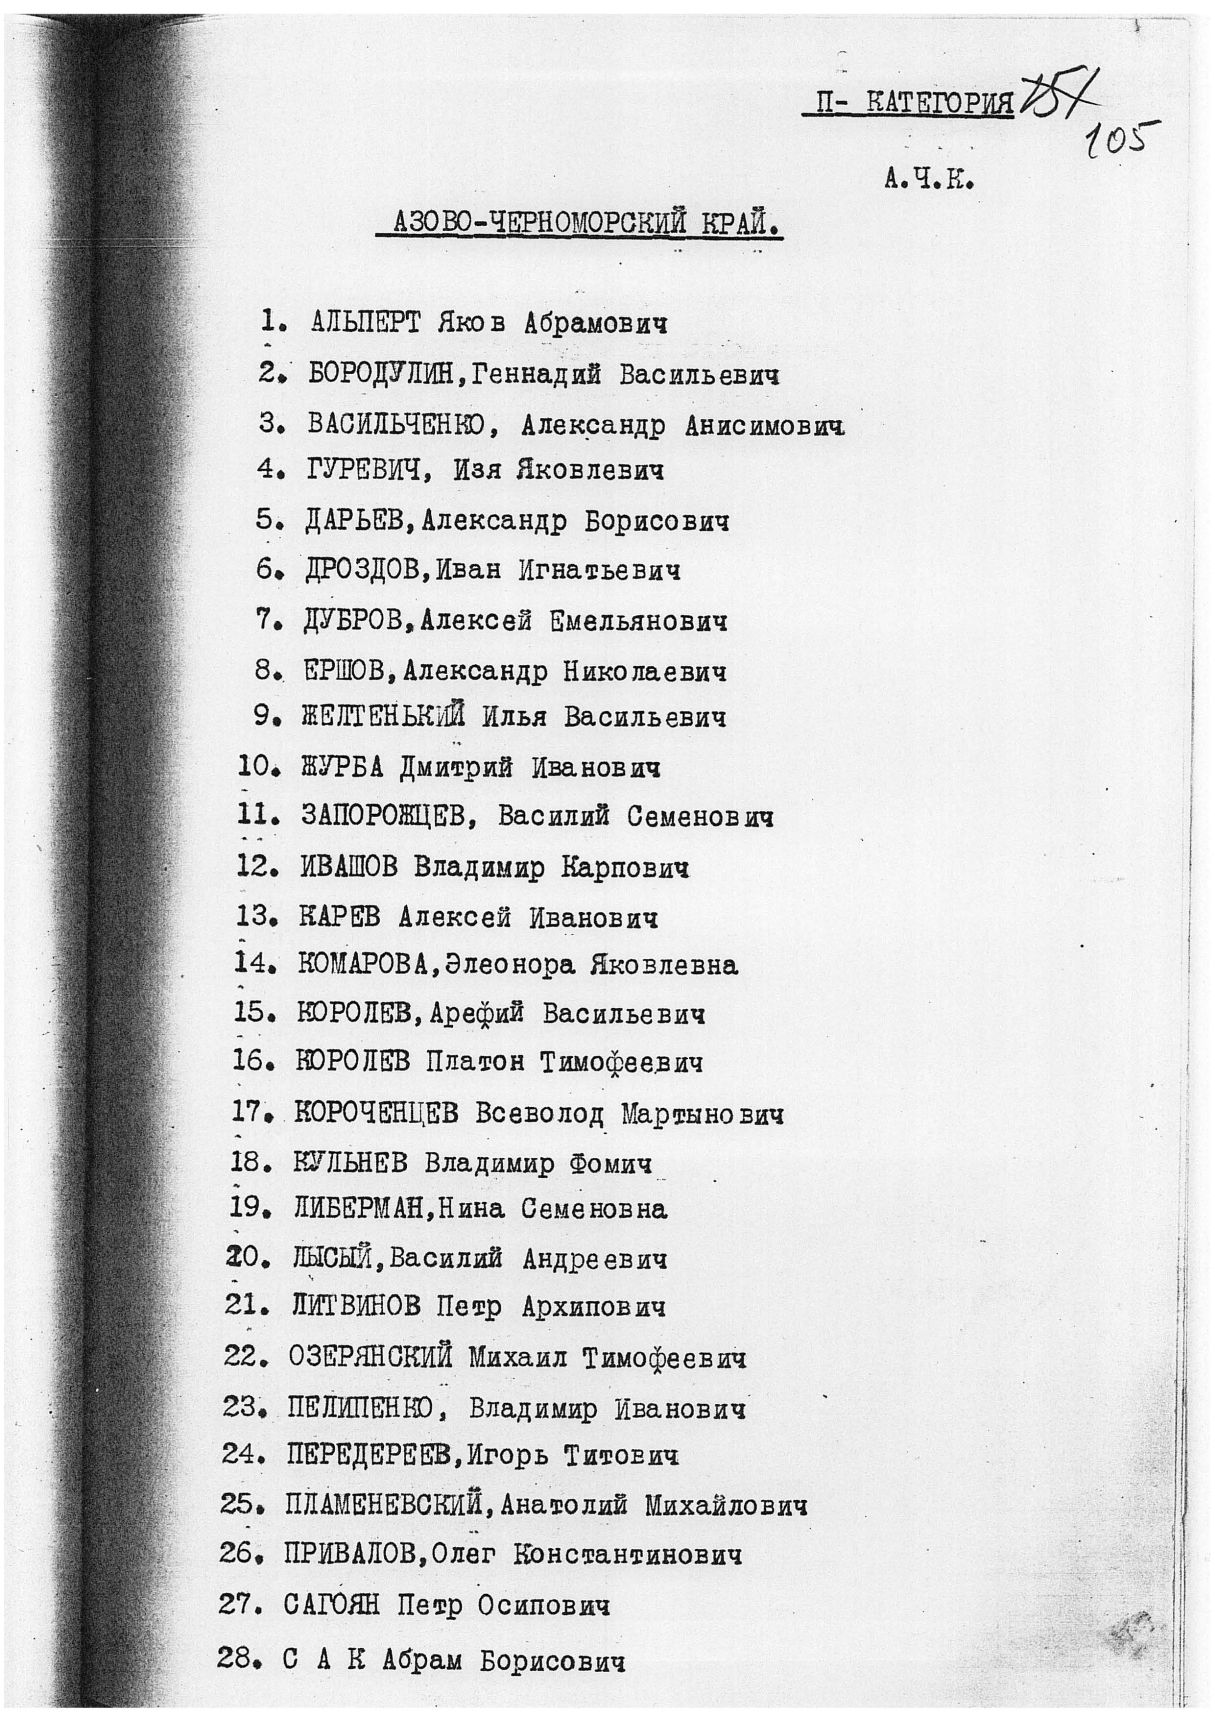 П- КАТЕГОРИЯ 151
105
А.Ч.К.
АЗОВО-ЧЕРНОМОРСКИЙ КРАЙ.
1. АЛЬПЕРТ Яков Абрамович
2. БОРОДУЛИН,Геннадий Васильевич
3. ВАСИЛЬЧЕНКО, Александр Анисимович
4. ГУРЕВИЧ, Изя Яковлевич
5. ДАРЬЕВ,Александр Борисович
6. ДРОЗДОВ,Иван Игнатьевич
7. ДУБРОВ,Алексей Емельянович
8. ЕРШОВ,Александр Николаевич
9. ЖЕЛТЕНЬКИЙ Илья Васильевич
10. ЖУРБА Дмитрий Иванович
11. ЗАПОРОЖЦЕВ, Василий Семенович
12. ИВАШОВ Владимир Карпович
13. КАРЕВ Алексей Иванович
14. КОМАРОВА,Элеонора Яковлевна
15. КОРОЛЕВ,Арефий Васильевич
16. КОРОЛЕВ Платон Тимофеевич
17. КОРОЧЕНЦЕВ Всеволод Мартынович
18. КУЛЬНЕВ Владимир Фомич
19. ЛИБЕРМАН,Нина Семеновна
20. ЛЫСЫЙ,Василий Андреевич
21. ЛИТВИНОВ Петр Архипович
22. ОЗЕРЯНСКИЙ Михаил Тимофеевич
23. ПЕЛИПЕНКО, Владимир Иванович
24. ПЕРЕДЕРЕЕВ,Игорь Титович
25. ПЛАМЕНЕВСКИЙ,Анатолий Михайлович
26. ПРИВАЛОВ,Олег Константинович
27. САГОЯН Петр Осипович
28. С А К Абрам Борисович